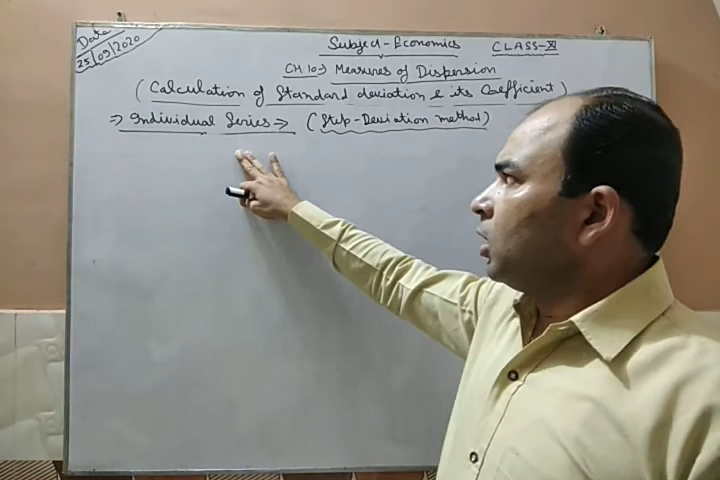 Date
25/09/2020
Subject-Economics CLASS-XI
CH.10→ Measures of Dispersion
(Calculation of Standard deviation & its Coefficient)
⇒ Individual Series → (Step-Deviation method)